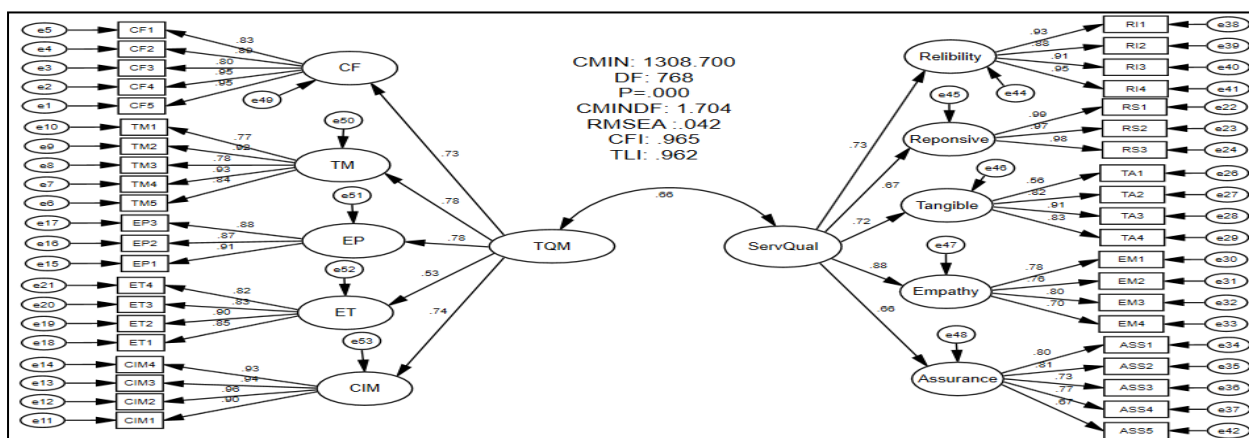 e5 CF1 .83
e4 CF2 .89
e3 CF3 .80
e2 CF4 .95
e1 CF5 .95
CF
e49
e10 TM1 .77
e9 TM2 .92
e8 TM3 .78
e7 TM4 .93
e6 TM5 .84
e50
TM
e17 EP3 .88
e16 EP2 .87
e15 EP1 .91
e51
EP
e21 ET4 .82
e20 ET3 .83
e19 ET2 .90
e18 ET1 .85
e52
ET
e14 CIM4 .93
e13 CIM3 .94
e12 CIM2 .96
e11 CIM1 .90
e53
CIM
.73
.78
.78
.53
.74
TQM
CMIN: 1308.700
DF: 768
P=.000
CMINDF: 1.704
RMSEA :.042
CFI: .965
TLI: .962
.66
ServQual
.73
.67
.72
.88
.66
Relibility
e44
.93 RI1 e38
.88 RI2 e39
.91 RI3 e40
.95 RI4 e41
e45
Reponsive
.99 RS1 e22
.97 RS2 e23
.98 RS3 e24
e46
Tangible
.56 TA1 e26
.82 TA2 e27
.91 TA3 e28
.83 TA4 e29
e47
Empathy
.78 EM1 e30
.76 EM2 e31
.80 EM3 e32
.70 EM4 e33
e48
Assurance
.80 ASS1 e34
.81 ASS2 e35
.73 ASS3 e36
.77 ASS4 e37
.67 ASS5 e42